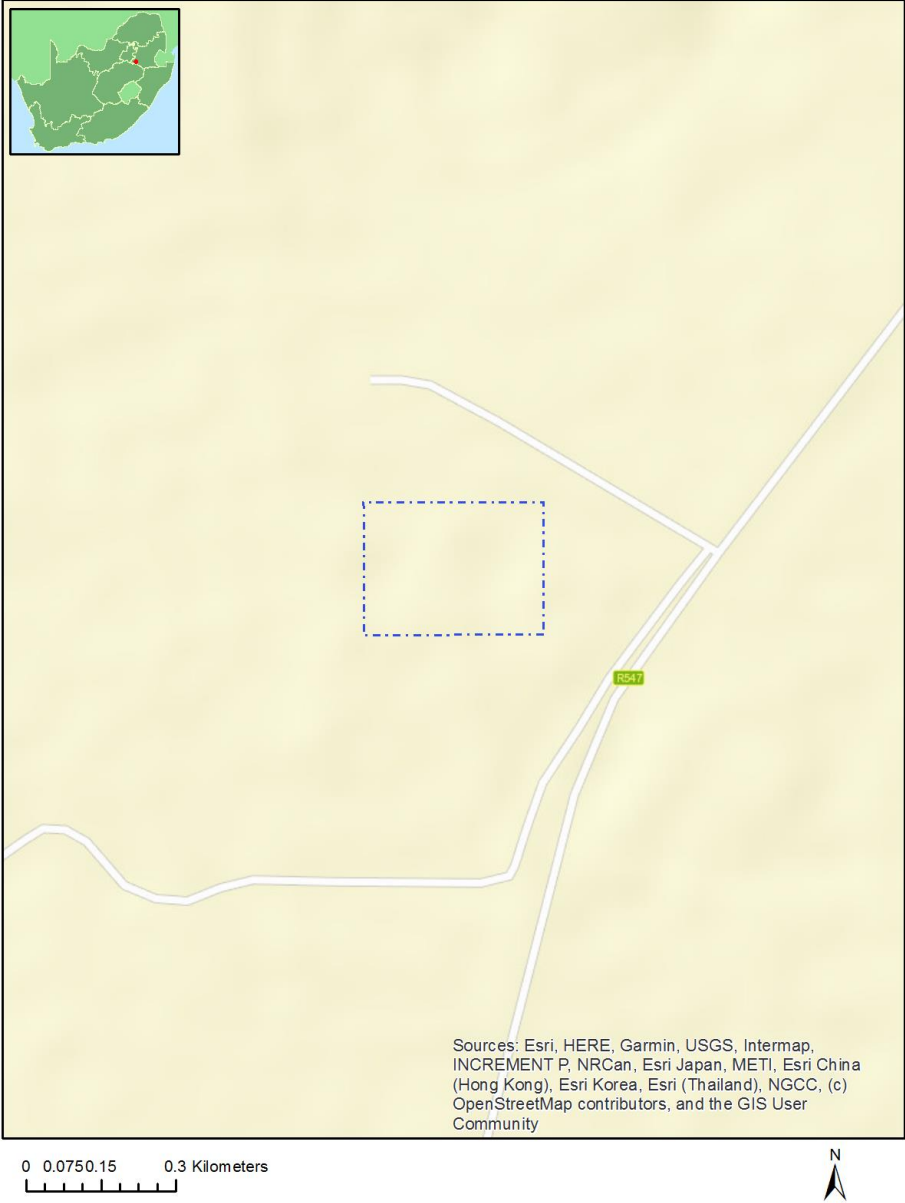 R547
Sources: Esri, HERE, Garmin, USGS, Intermap,
INCREMENT P, NRCan, Esri Japan, METI, Esri China
(Hong Kong), Esri Korea, Esri (Thailand), NGCC, (c)
OpenStreetMap contributors, and the GIS User
Community
0 0.0750.15 0.3 Kilometers
N